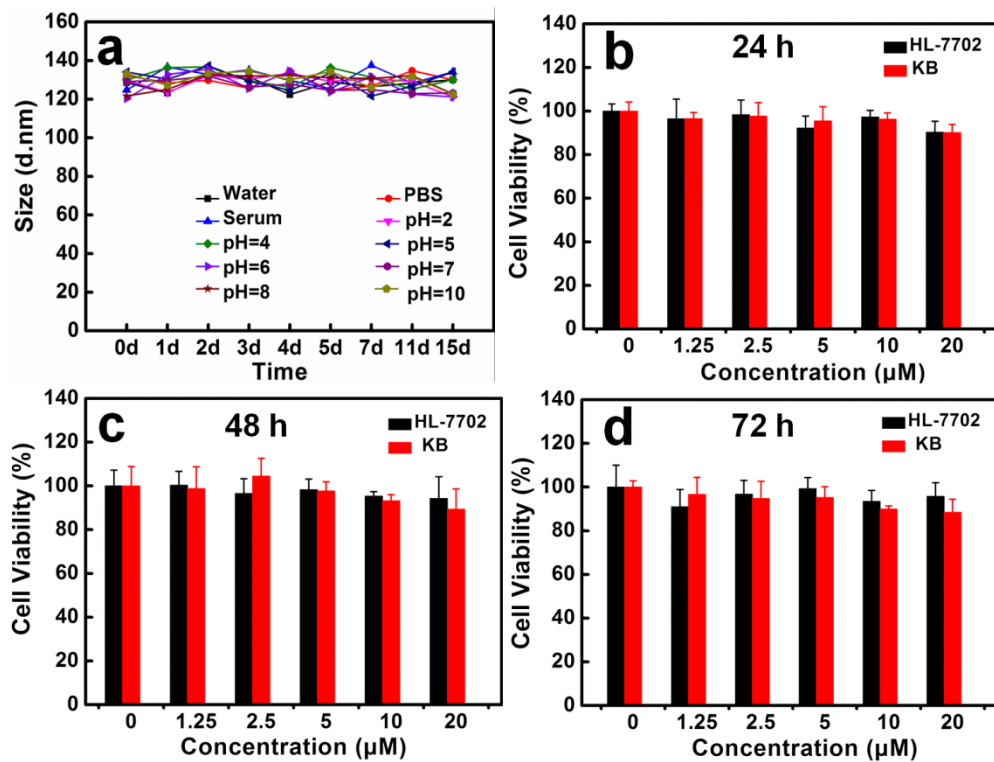 a
Size (d.nm)
160
140
120
100
80
60
40
20
0
Water
PBS
Serum
pH=2
pH=4
pH=5
pH=6
pH=7
pH=8
pH=10
0d 1d 2d 3d 4d 5d 7d 11d 15d
Time
b
24 h
HL-7702
KB
Cell Viability (%)
140
120
100
80
60
40
20
0
0 1.25 2.5 5 10 20
Concentration (μM)
c
48 h
HL-7702
KB
Cell Viability (%)
140
120
100
80
60
40
20
0
0 1.25 2.5 5 10 20
Concentration (μM)
d
72 h
HL-7702
KB
Cell Viability (%)
140
120
100
80
60
40
20
0
0 1.25 2.5 5 10 20
Concentration (μM)